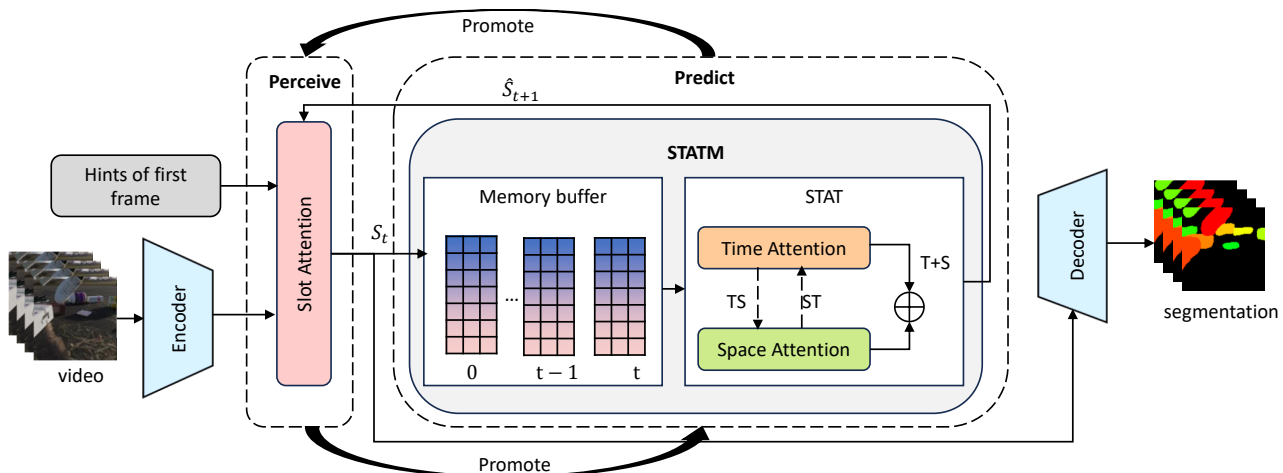 Promote
Perceive
Predict
Ŝ_{t+1}
STATM
Hints of first
frame
Memory buffer
STAT
Slot Attention
S_t
Time Attention
T+S
...
TS
ST
Encoder
Decoder
Space Attention
segmentation
video
0
t − 1
t
Promote